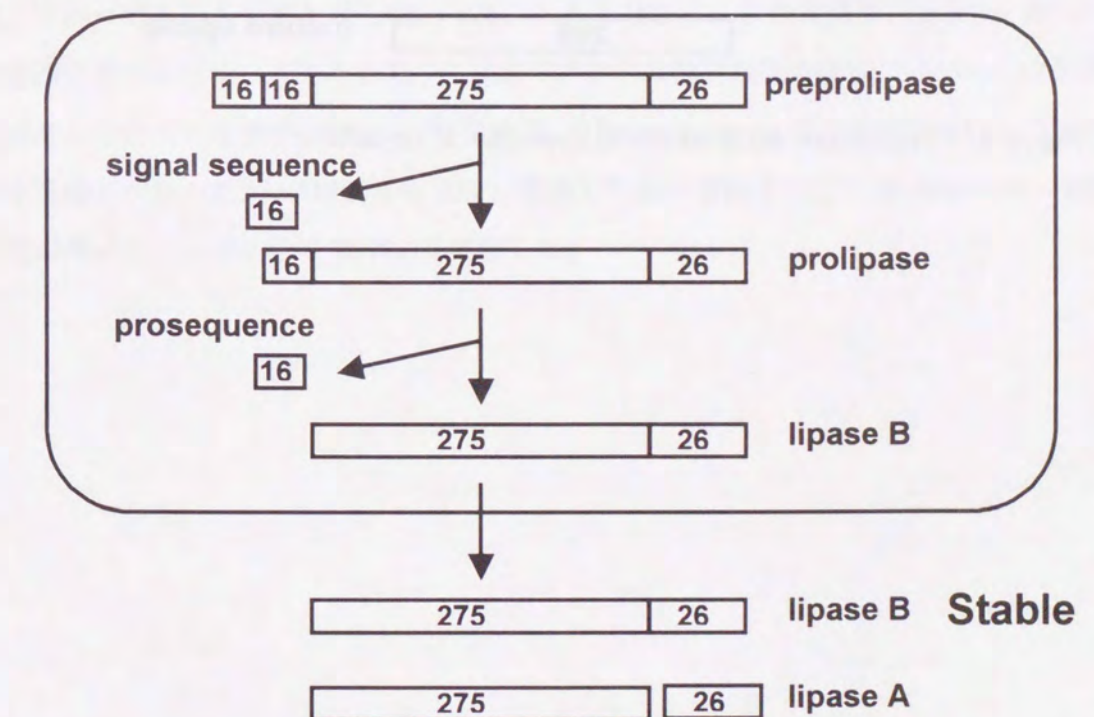 16 16 275 26 preprolipase
signal sequence
16
16 275 26 prolipase
prosequence
16
275 26 lipase B
275 26 lipase B Stable
275 26 lipase A